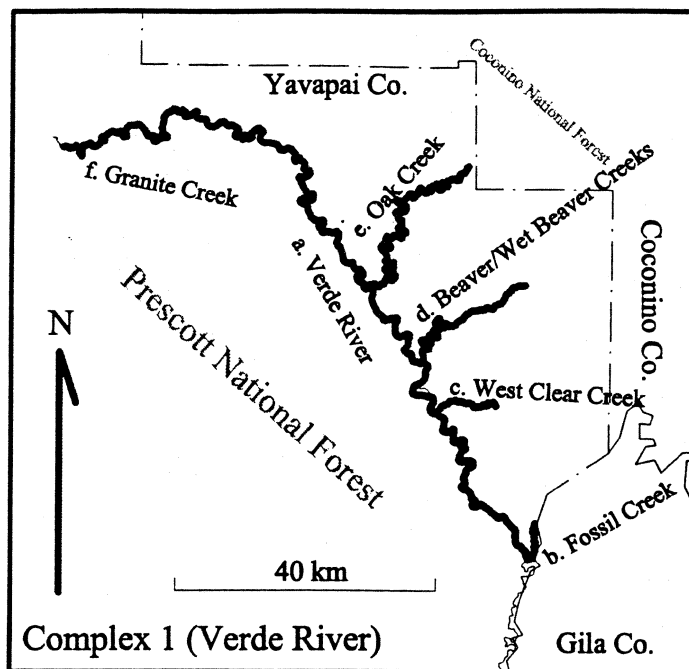 Yavapai Co.
Coconino National Forest
f. Granite Creek
e. Oak Creek
d. Beaver/Wet Beaver Creeks
a. Verde River
Coconino Co.
Prescott National Forest
N
c. West Clear Creek
b. Fossil Creek
40 km
Complex 1 (Verde River)
Gila Co.